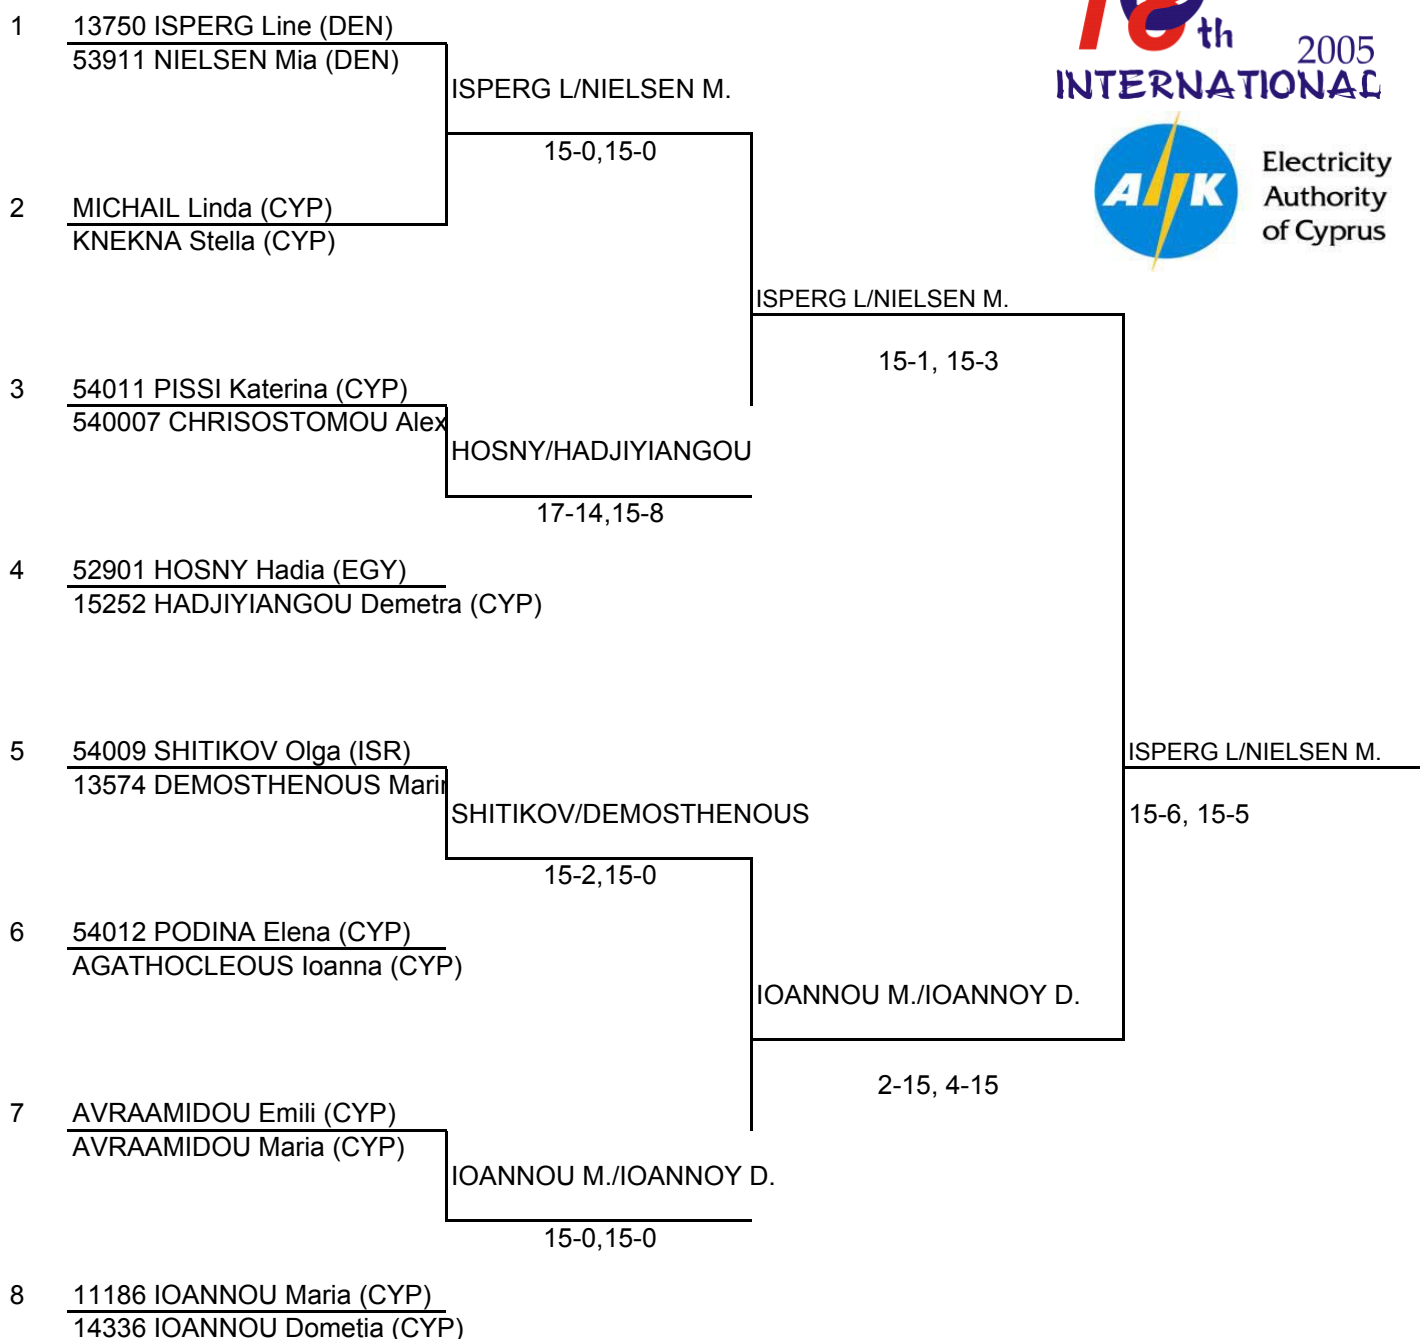 1 13750 ISPERG Line (DEN)
53911 NIELSEN Mia (DEN)
th 2005
INTERNATIONAL
ISPERG L/NIELSEN M.
15-0,15-0
AHK
Electricity
Authority
of Cyprus
2 MICHAIL Linda (CYP)
KNEKNA Stella (CYP)
ISPERG L/NIELSEN M.
15-1, 15-3
3 54011 PISSI Katerina (CYP)
540007 CHRISOSTOMOU Alex
HOSNY/HADJIYIANGOU
17-14,15-8
4 52901 HOSNY Hadia (EGY)
15252 HADJIYIANGOU Demetra (CYP)
5 54009 SHITIKOV Olga (ISR)
13574 DEMOSTHENOUS Mari
ISPERG L/NIELSEN M.
SHITIKOV/DEMOSTHENOUS
15-6, 15-5
15-2,15-0
6 54012 PODINA Elena (CYP)
AGATHOCLEOUS Ioanna (CYP)
IOANNOU M./IOANNOY D.
2-15, 4-15
7 AVRAAMIDOU Emili (CYP)
AVRAAMIDOU Maria (CYP)
IOANNOU M./IOANNOY D.
15-0,15-0
8 11186 IOANNOU Maria (CYP)
14336 IOANNOU Dometia (CYP)